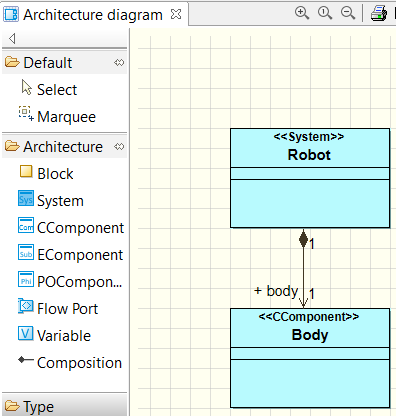 Architecture diagram
Default
Select
Marquee
Architecture
Block
Sys System
Com CComponent
Sub EComponent
Phi POCompon...
Flow Port
V Variable
Composition
Type
<<System>>
Robot
1
+ body 1
<<CComponent>>
Body